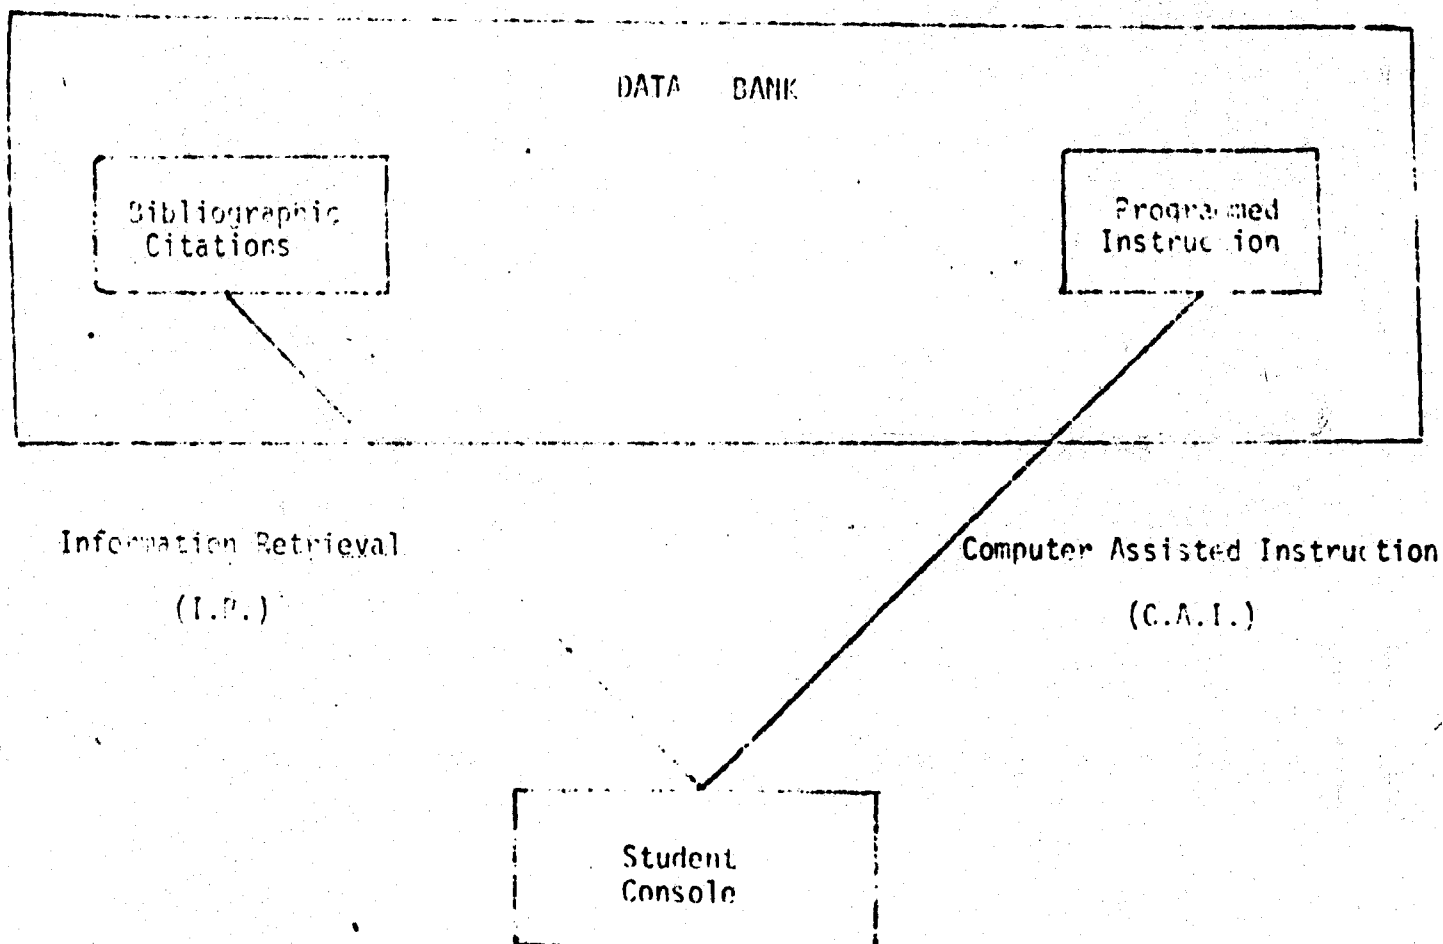 DATA BANK
Bibliographic
Citations
Programmed
Instruction
Information Retrieval
Computer Assisted Instruction
(I.R.)
(C.A.I.)
Student
Console